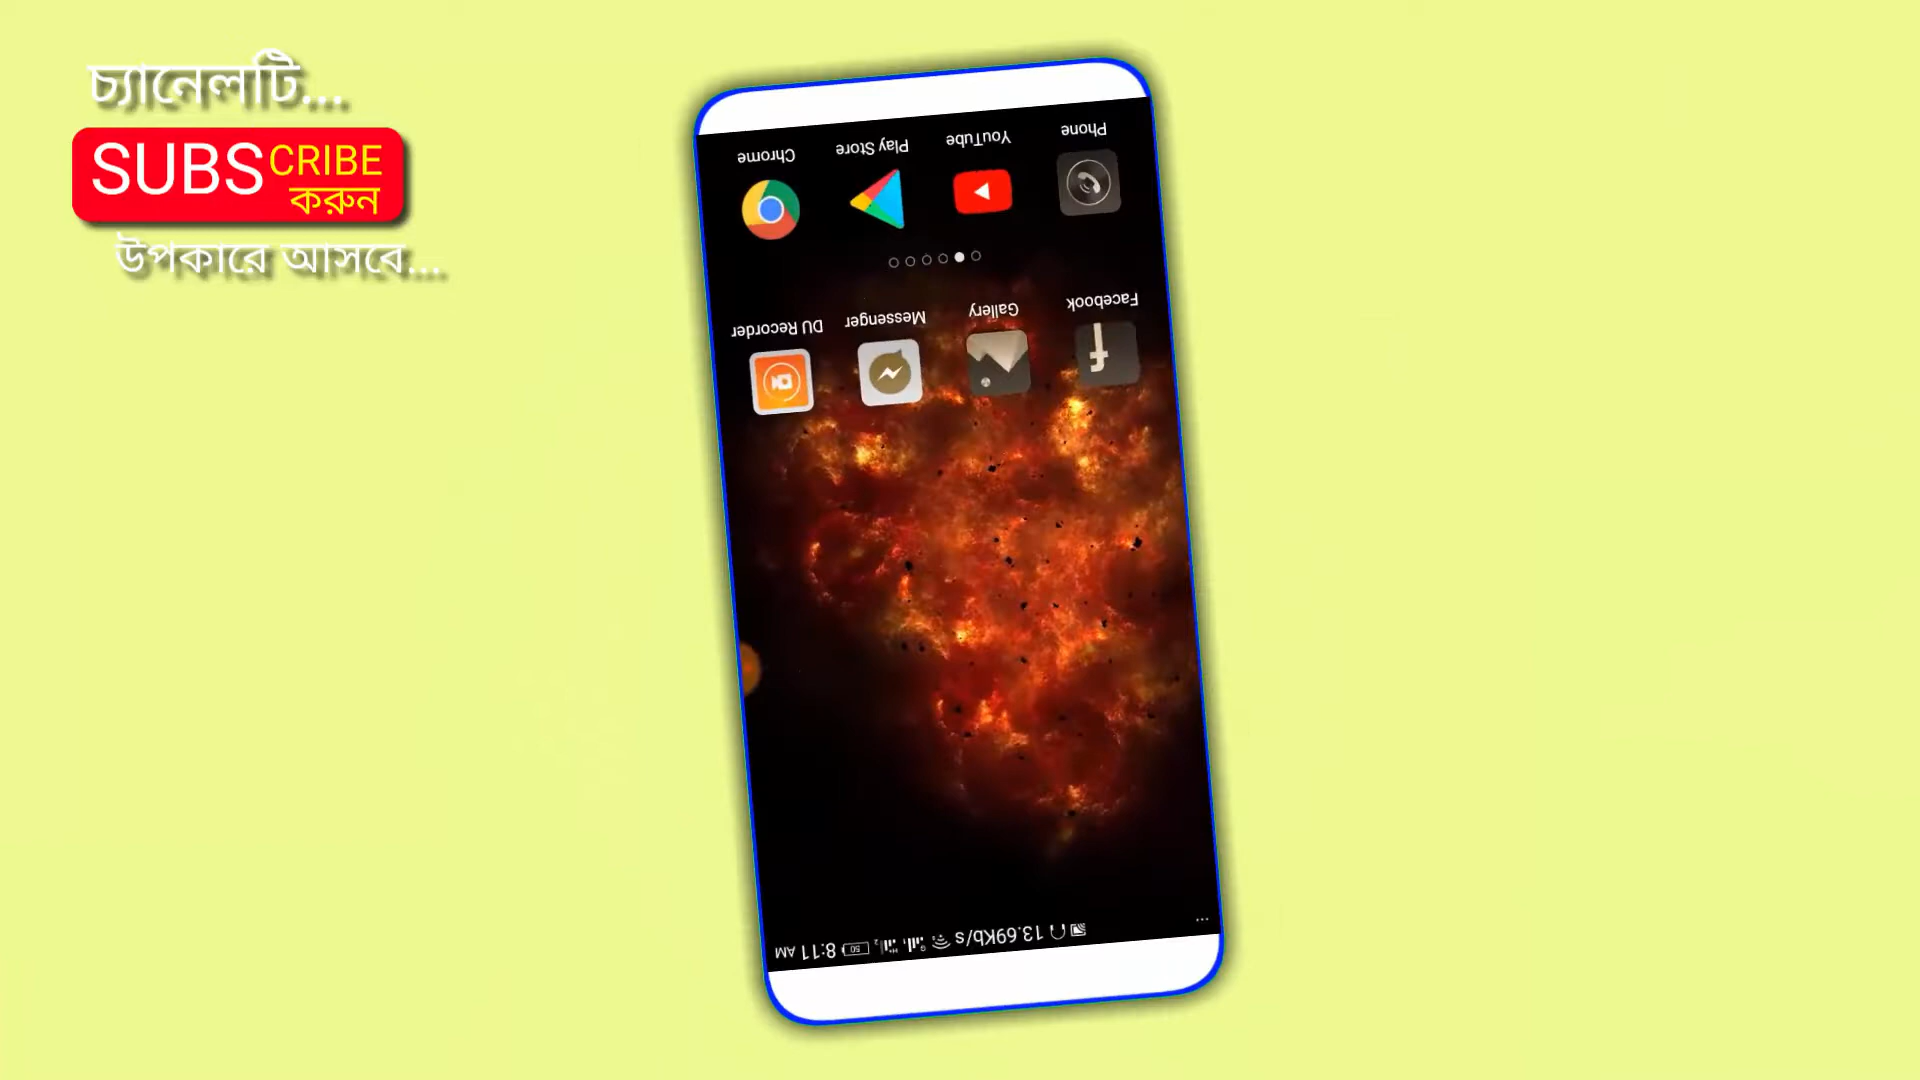 চ্যানেলটি...
SUBSCRIBE
করুন
উপকারে আসবে...
Chrome
Play Store
YouTube
Phone
DU Recorder
Messenger
Gallery
Facebook
13.69Kb/s 50 8:11 AM